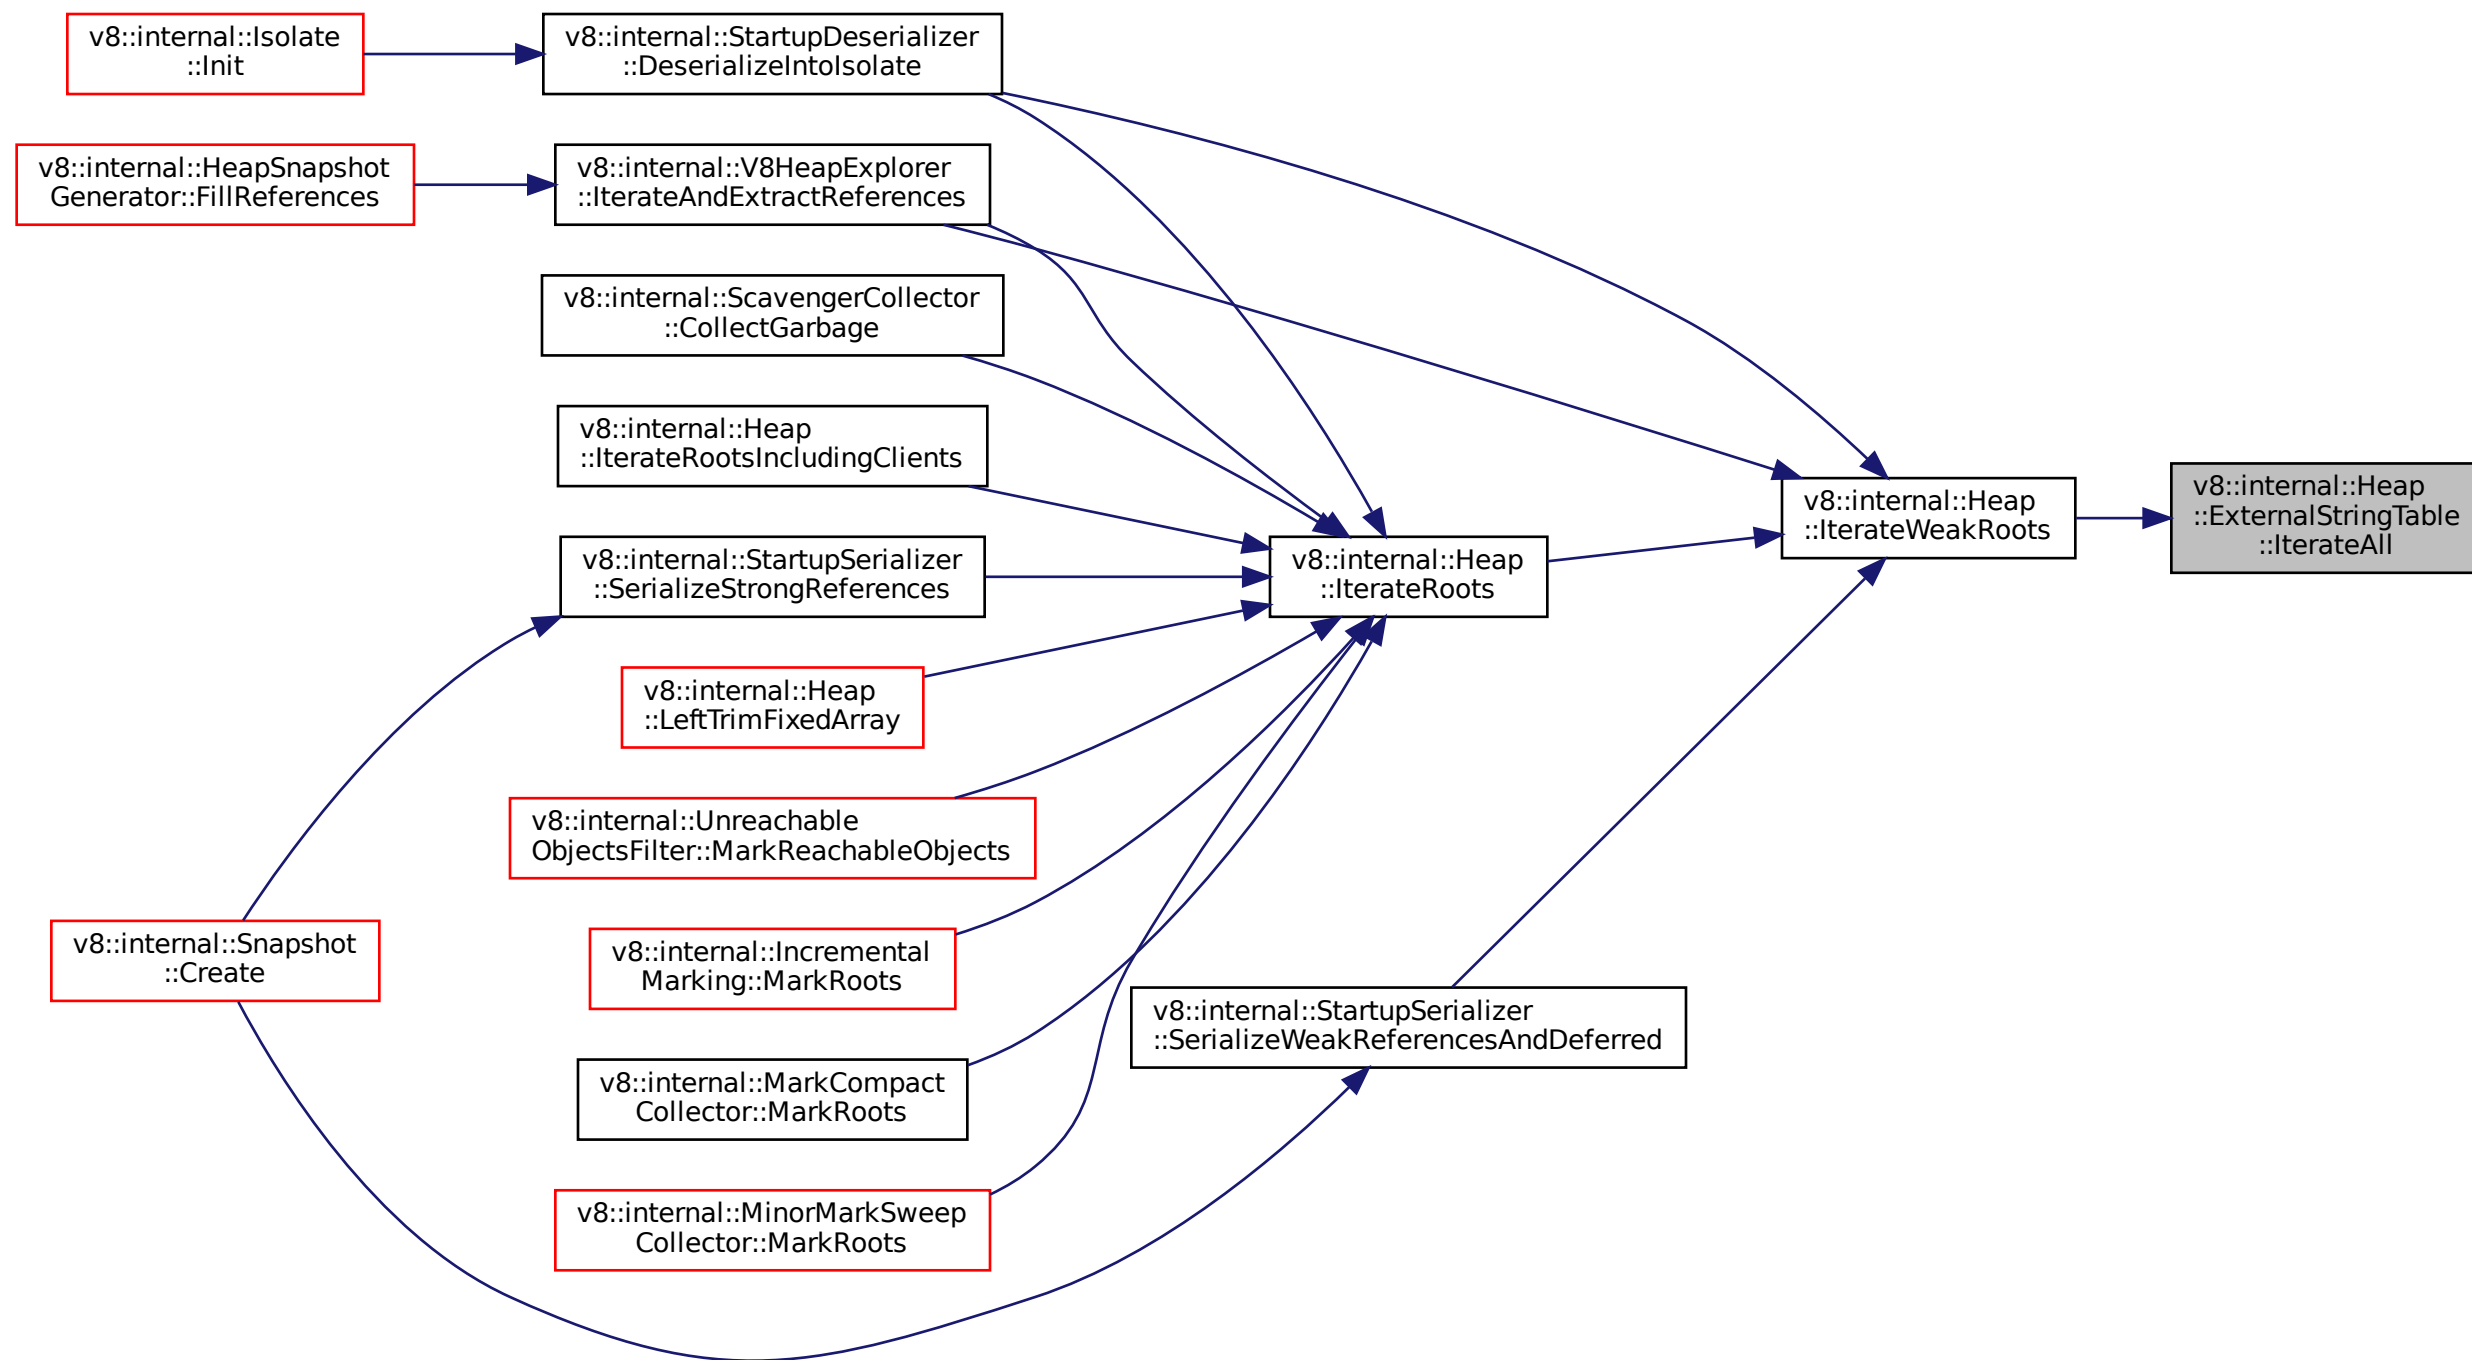 v8::internal::Isolate
::Init
v8::internal::StartupDeserializer
::DeserializeIntoIsolate
v8::internal::HeapSnapshot
Generator::FillReferences
v8::internal::V8HeapExplorer
::IterateAndExtractReferences
v8::internal::ScavengerCollector
::CollectGarbage
v8::internal::Heap
::IterateRootsIncludingClients
v8::internal::Heap
::IterateWeakRoots
v8::internal::Heap
::ExternalStringTable
::IterateAll
v8::internal::StartupSerializer
::SerializeStrongReferences
v8::internal::Heap
::IterateRoots
v8::internal::Heap
::LeftTrimFixedArray
v8::internal::Unreachable
ObjectsFilter::MarkReachableObjects
v8::internal::Snapshot
::Create
v8::internal::Incremental
Marking::MarkRoots
v8::internal::StartupSerializer
::SerializeWeakReferencesAndDeferred
v8::internal::MarkCompact
Collector::MarkRoots
v8::internal::MinorMarkSweep
Collector::MarkRoots